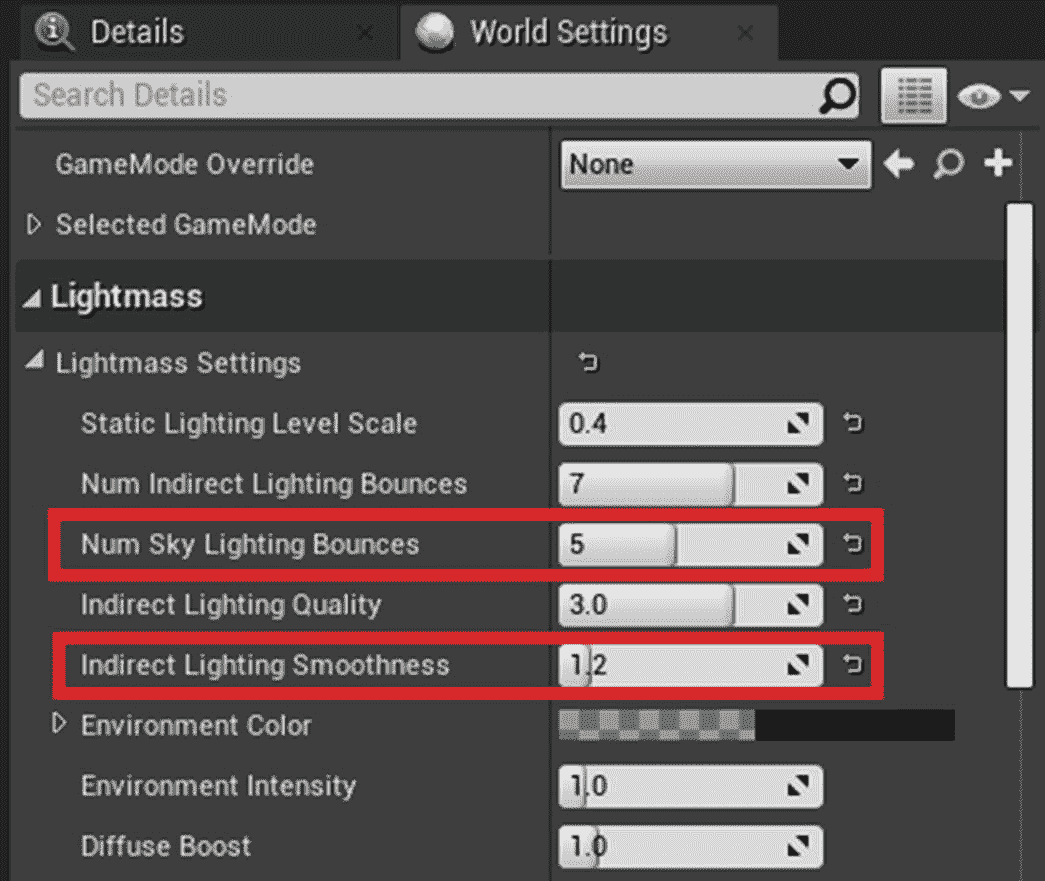 Details World Settings
Search Details
GameMode Override None
Selected GameMode
Lightmass
Lightmass Settings
Static Lighting Level Scale 0.4
Num Indirect Lighting Bounces 7
Num Sky Lighting Bounces 5
Indirect Lighting Quality 3.0
Indirect Lighting Smoothness 1.2
Environment Color
Environment Intensity 1.0
Diffuse Boost 1.0